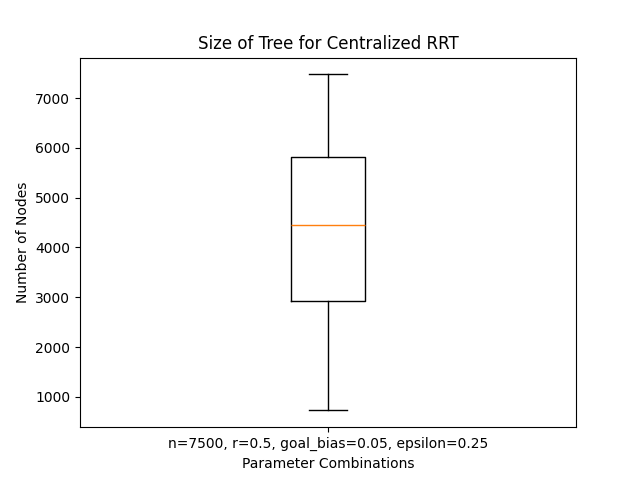 Size of Tree for Centralized RRT
Number of Nodes
7000
6000
5000
4000
3000
2000
1000
n=7500, r=0.5, goal_bias=0.05, epsilon=0.25
Parameter Combinations